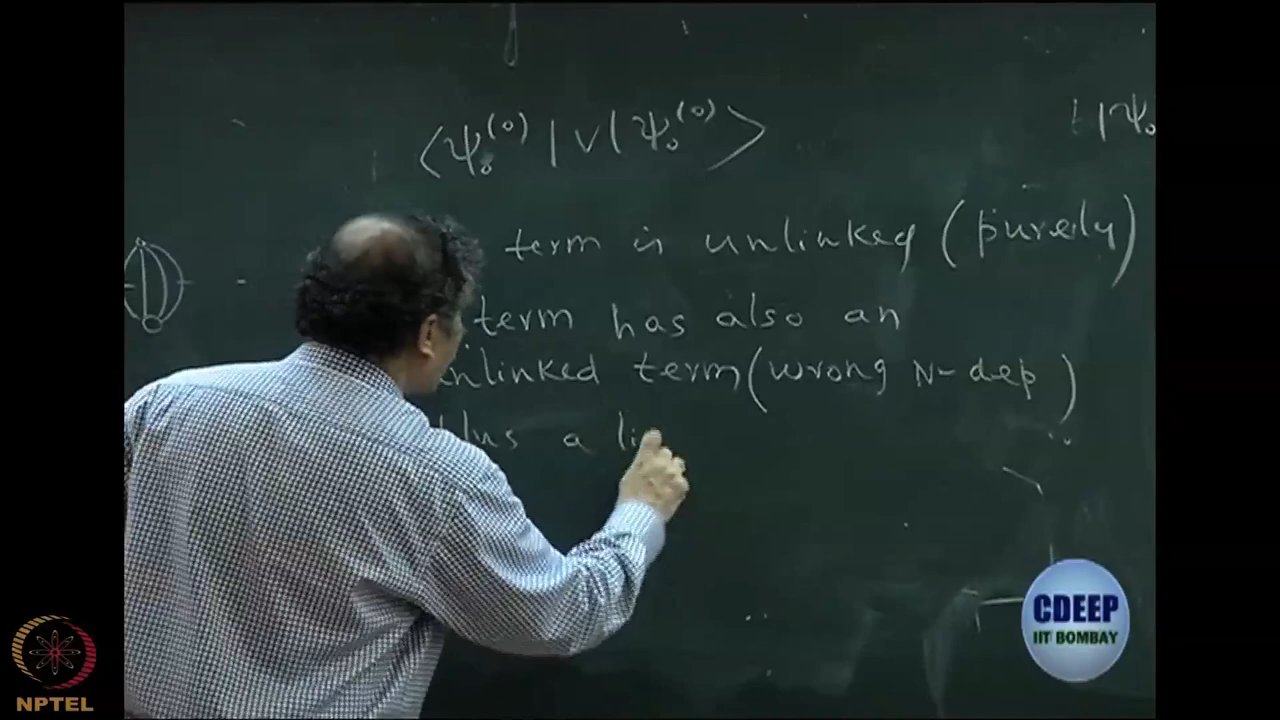 ⟨ψ₀⁽⁰⁾ | V | ψ₀⁽⁰⁾⟩
|ψ₀
term is unlinked (purely)
term has also an
unlinked term (wrong N-dep)
Plus a li
CDEEP
IIT BOMBAY
NPTEL